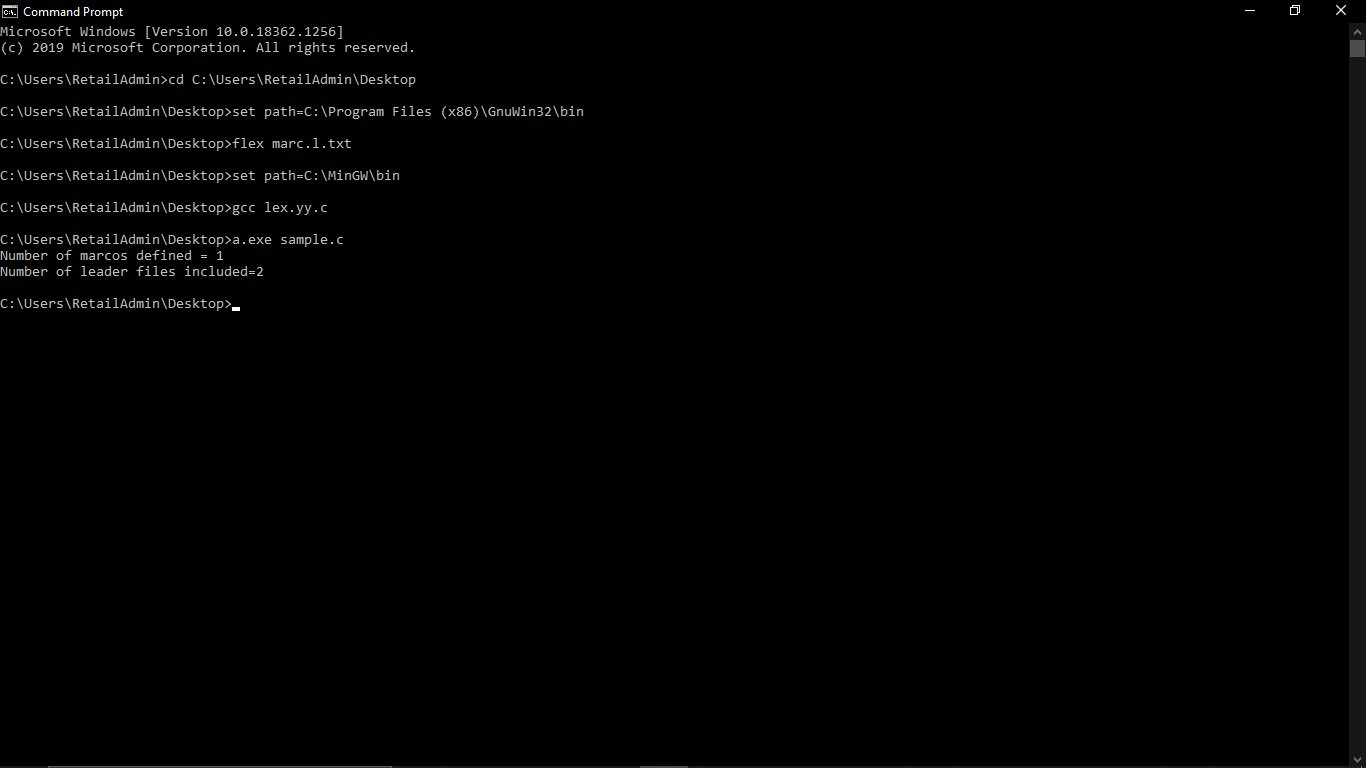 Command Prompt
Microsoft Windows [Version 10.0.18362.1256]
(c) 2019 Microsoft Corporation. All rights reserved.
C:\Users\RetailAdmin>cd C:\Users\RetailAdmin\Desktop
C:\Users\RetailAdmin\Desktop>set path=C:\Program Files (x86)\GnuWin32\bin
C:\Users\RetailAdmin\Desktop>flex marc.l.txt
C:\Users\RetailAdmin\Desktop>set path=C:\MinGW\bin
C:\Users\RetailAdmin\Desktop>gcc lex.yy.c
C:\Users\RetailAdmin\Desktop>a.exe sample.c
Number of marcos defined = 1
Number of leader files included=2
C:\Users\RetailAdmin\Desktop>